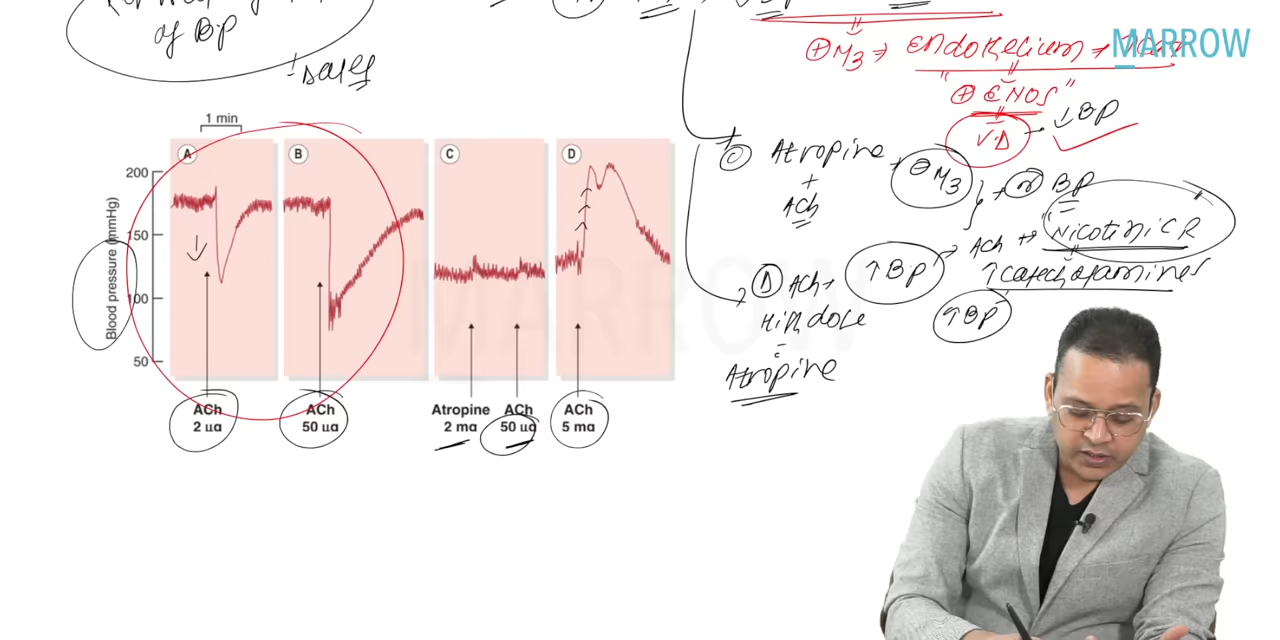 of BP
MARROW
⊕ M3 → Endothelium →
"⊕ eNOS"
VD → ↓BP
1 min
A
B
C
D
200
150
100
50
Blood pressure (mmHg)
ACh
2 µg
ACh
50 µg
Atropine
2 mg
ACh
50 µg
ACh
5 mg
C Atropine ⊖ M3
+
ACh
BP
ACh → Nicotinic R
↑ Catecholamines
↑BP
D ACh → ↑BP
High dose
Atropine